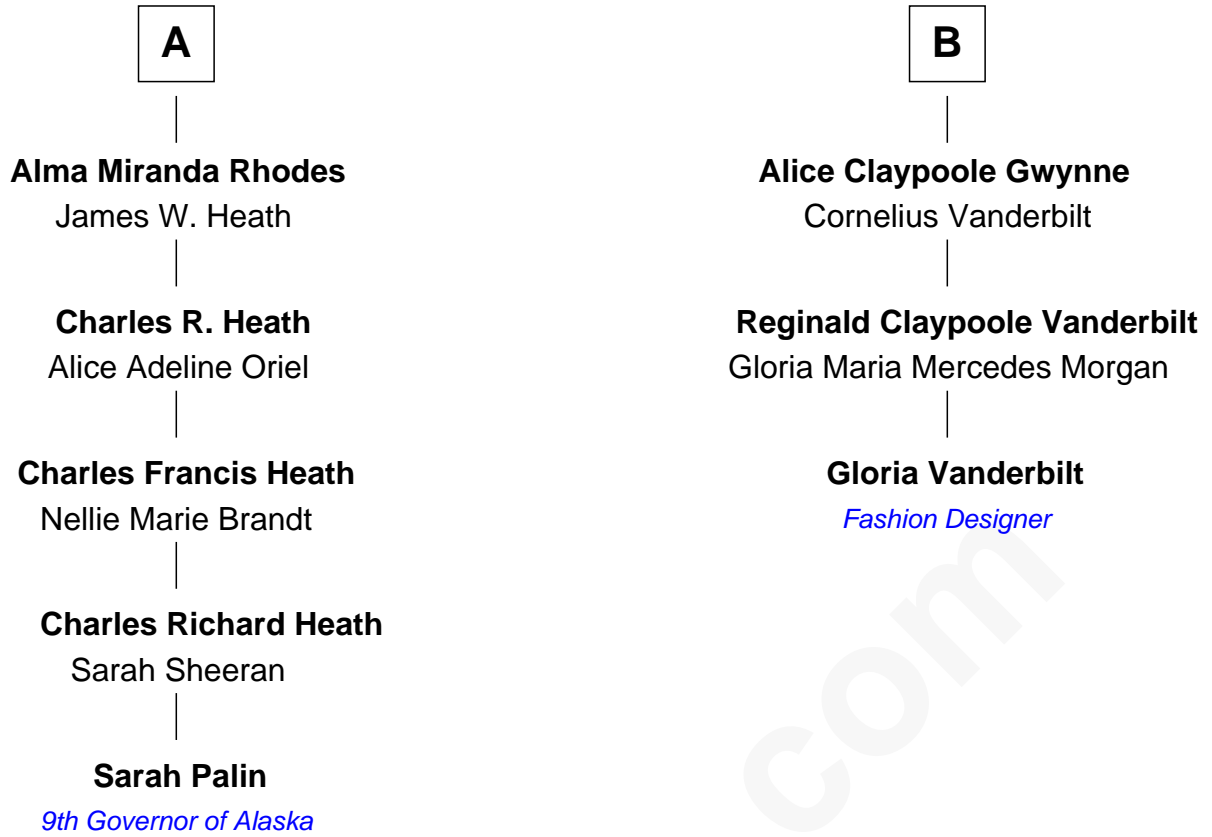 A
Alma Miranda Rhodes
James W. Heath
Charles R. Heath
Alice Adeline Oriel
Charles Francis Heath
Nellie Marie Brandt
Charles Richard Heath
Sarah Sheeran
Sarah Palin
9th Governor of Alaska
B
Alice Claypoole Gwynne
Cornelius Vanderbilt
Reginald Claypoole Vanderbilt
Gloria Maria Mercedes Morgan
Gloria Vanderbilt
Fashion Designer
com